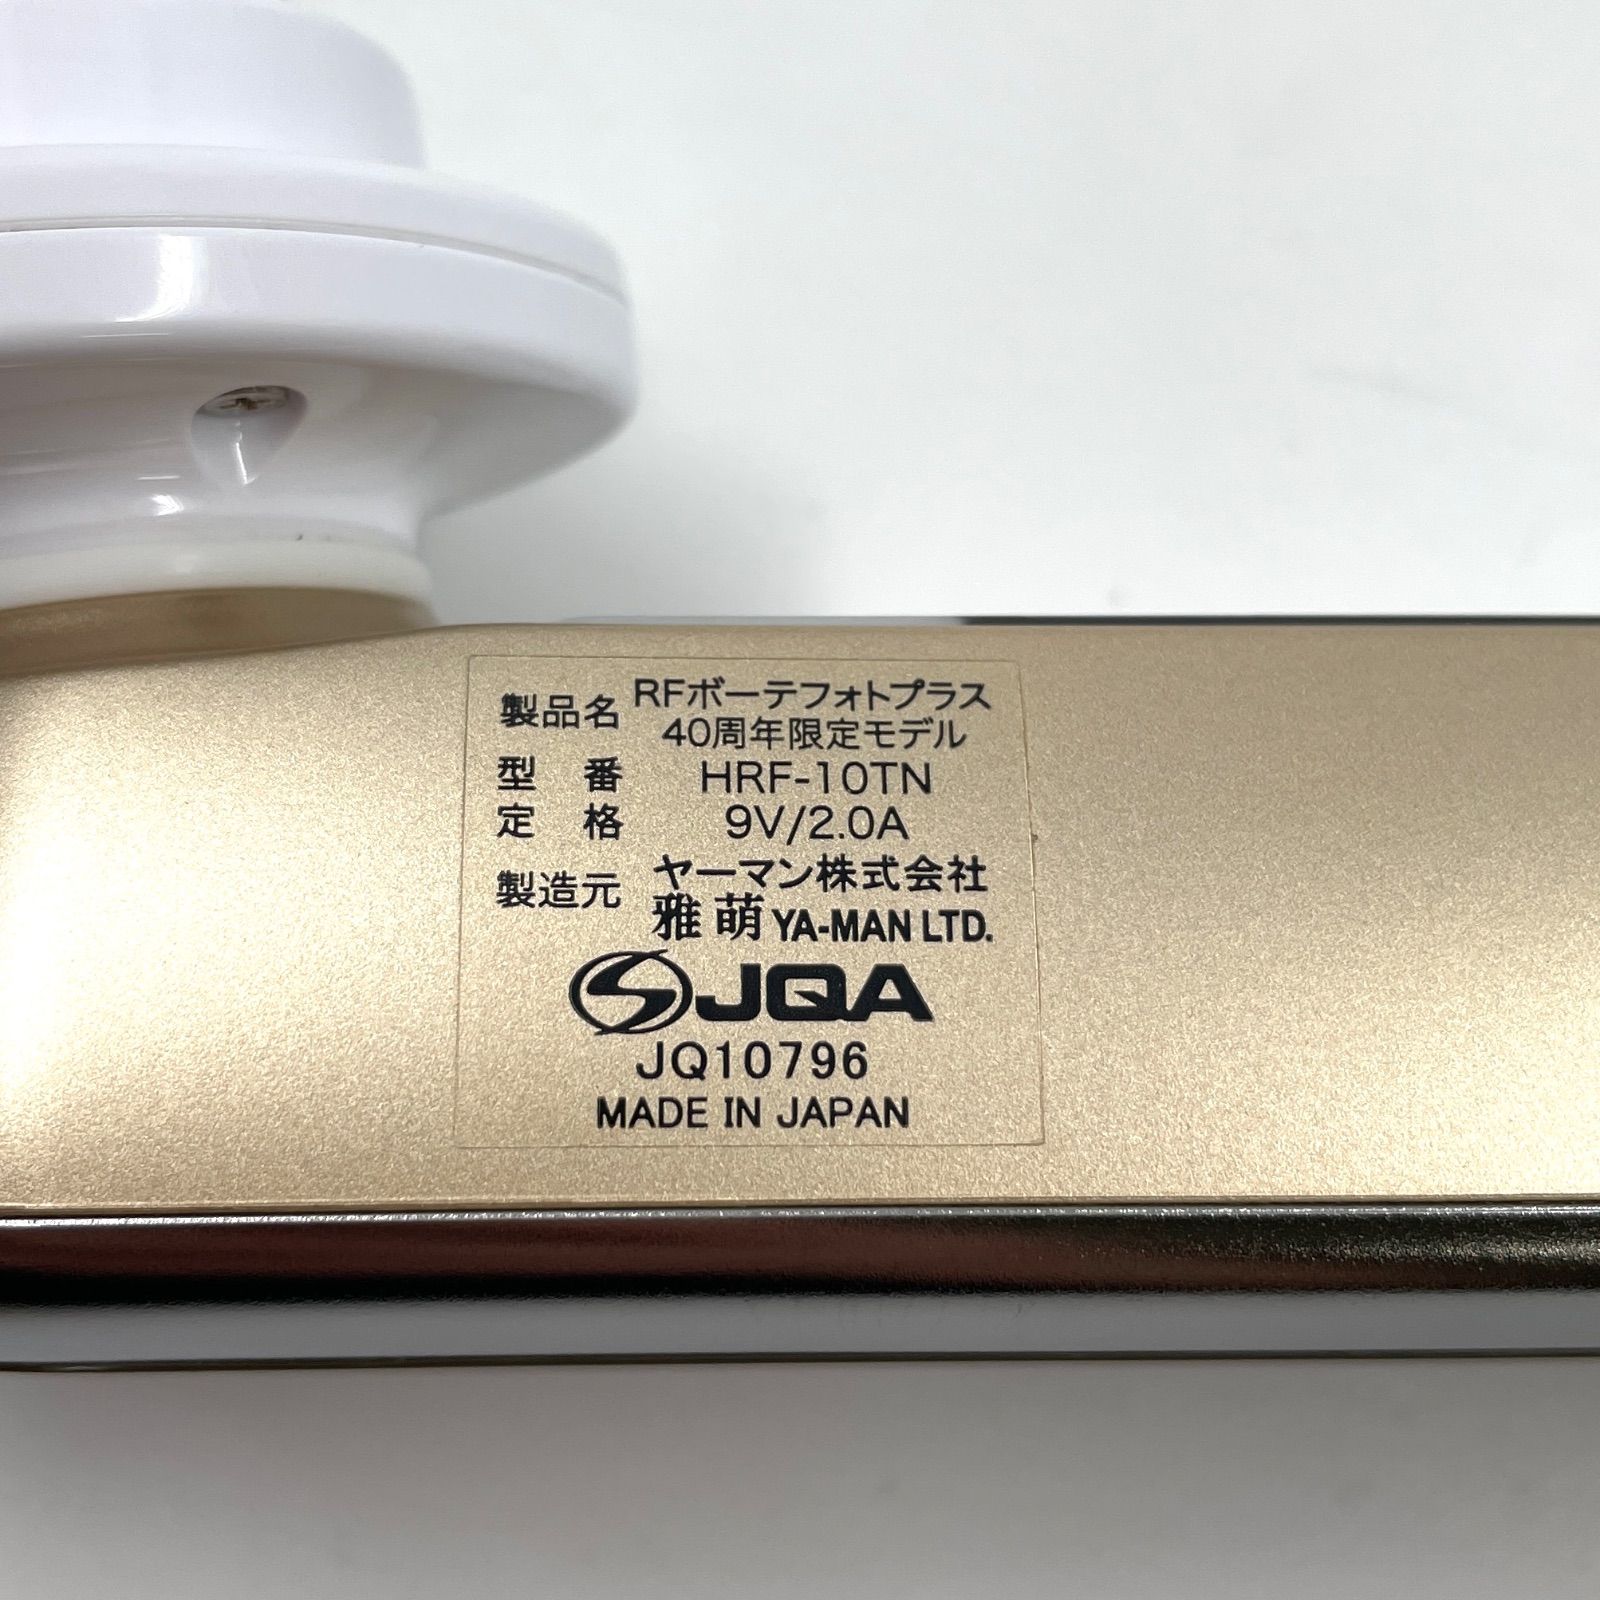 製品名 RFボーテフォトプラス
40周年限定モデル
型 番 HRF-10TN
定 格 9V/2.0A
製造元 ヤーマン株式会社
雅萌 YA-MAN LTD.
JQA
JQ10796
MADE IN JAPAN